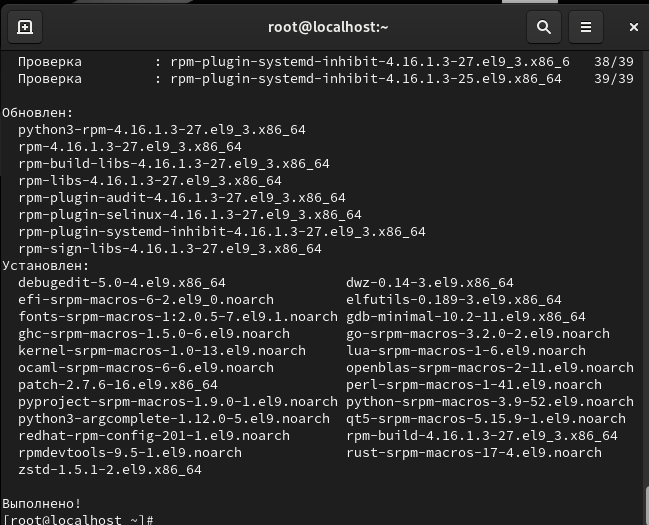 root@localhost:~
Проверка : rpm-plugin-systemd-inhibit-4.16.1.3-27.el9_3.x86_6 38/39
Проверка : rpm-plugin-systemd-inhibit-4.16.1.3-25.el9.x86_64 39/39
Обновлен:
python3-rpm-4.16.1.3-27.el9_3.x86_64
rpm-4.16.1.3-27.el9_3.x86_64
rpm-build-libs-4.16.1.3-27.el9_3.x86_64
rpm-libs-4.16.1.3-27.el9_3.x86_64
rpm-plugin-audit-4.16.1.3-27.el9_3.x86_64
rpm-plugin-selinux-4.16.1.3-27.el9_3.x86_64
rpm-plugin-systemd-inhibit-4.16.1.3-27.el9_3.x86_64
rpm-sign-libs-4.16.1.3-27.el9_3.x86_64
Установлен:
debugedit-5.0-4.el9.x86_64 dwz-0.14-3.el9.x86_64
efi-srpm-macros-6-2.el9_0.noarch elfutils-0.189-3.el9.x86_64
fonts-srpm-macros-1:2.0.5-7.el9.1.noarch gdb-minimal-10.2-11.el9.x86_64
ghc-srpm-macros-1.5.0-6.el9.noarch go-srpm-macros-3.2.0-2.el9.noarch
kernel-srpm-macros-1.0-13.el9.noarch lua-srpm-macros-1-6.el9.noarch
ocaml-srpm-macros-6-6.el9.noarch openblas-srpm-macros-2-11.el9.noarch
patch-2.7.6-16.el9.x86_64 perl-srpm-macros-1-41.el9.noarch
pyproject-srpm-macros-1.9.0-1.el9.noarch python-srpm-macros-3.9-52.el9.noarch
python3-argcomplete-1.12.0-5.el9.noarch qt5-srpm-macros-5.15.9-1.el9.noarch
redhat-rpm-config-201-1.el9.noarch rpm-build-4.16.1.3-27.el9_3.x86_64
rpmdevtools-9.5-1.el9.noarch rust-srpm-macros-17-4.el9.noarch
zstd-1.5.1-2.el9.x86_64
Выполнено!
[root@localhost ~]#